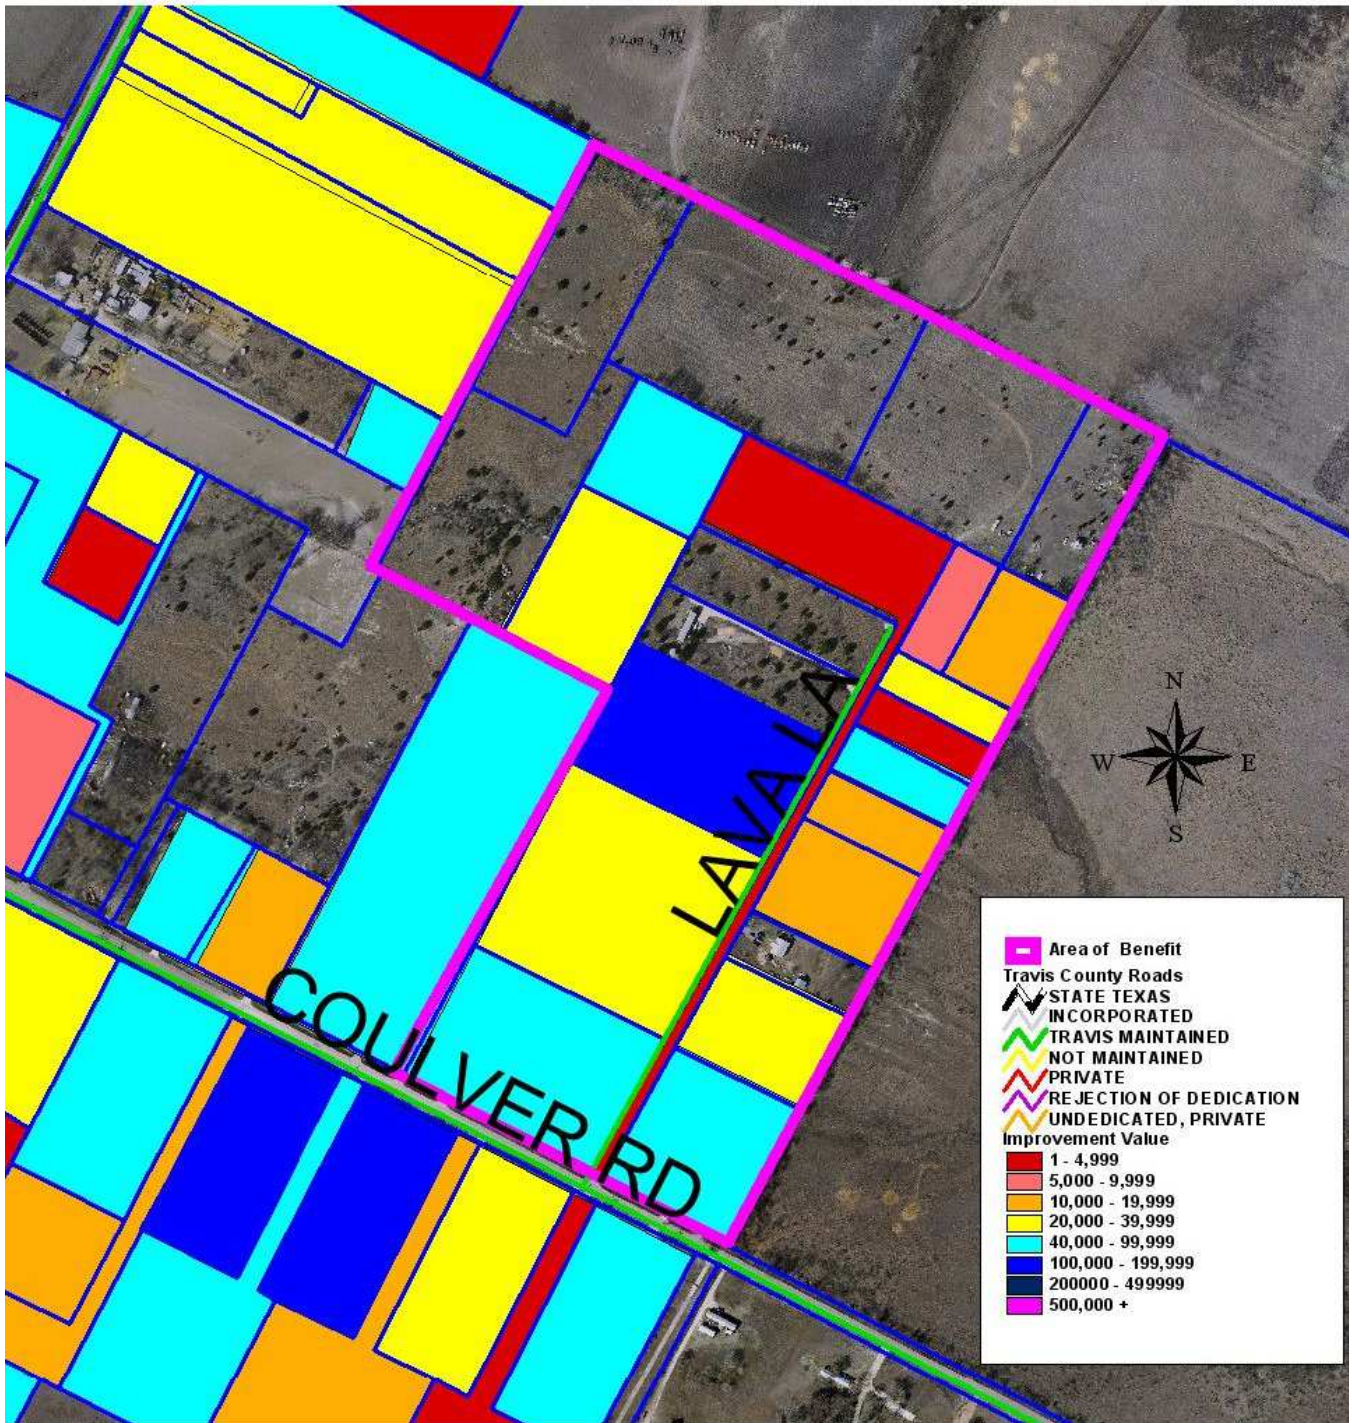 N
W E
S
LAVA LA
COULVER RD
Area of Benefit
Travis County Roads
STATE TEXAS
INCORPORATED
TRAVIS MAINTAINED
NOT MAINTAINED
PRIVATE
REJECTION OF DEDICATION
UNDEDICATED, PRIVATE
Improvement Value
1 - 4,999
5,000 - 9,999
10,000 - 19,999
20,000 - 39,999
40,000 - 99,999
100,000 - 199,999
200000 - 499999
500,000 +